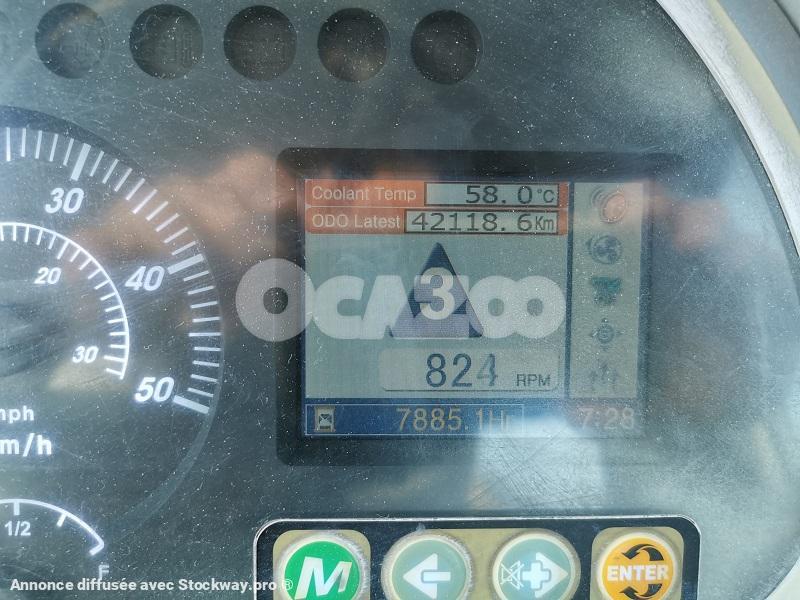 Coolant Temp 58.0°C
ODO Latest 42118.6Km
30
20
40
3
OCAZOO
30
824 RPM
50
mph
m/h
7885.1Hr
7:28
1/2
F
M
ENTER
Annonce diffusée avec Stockway.pro ®